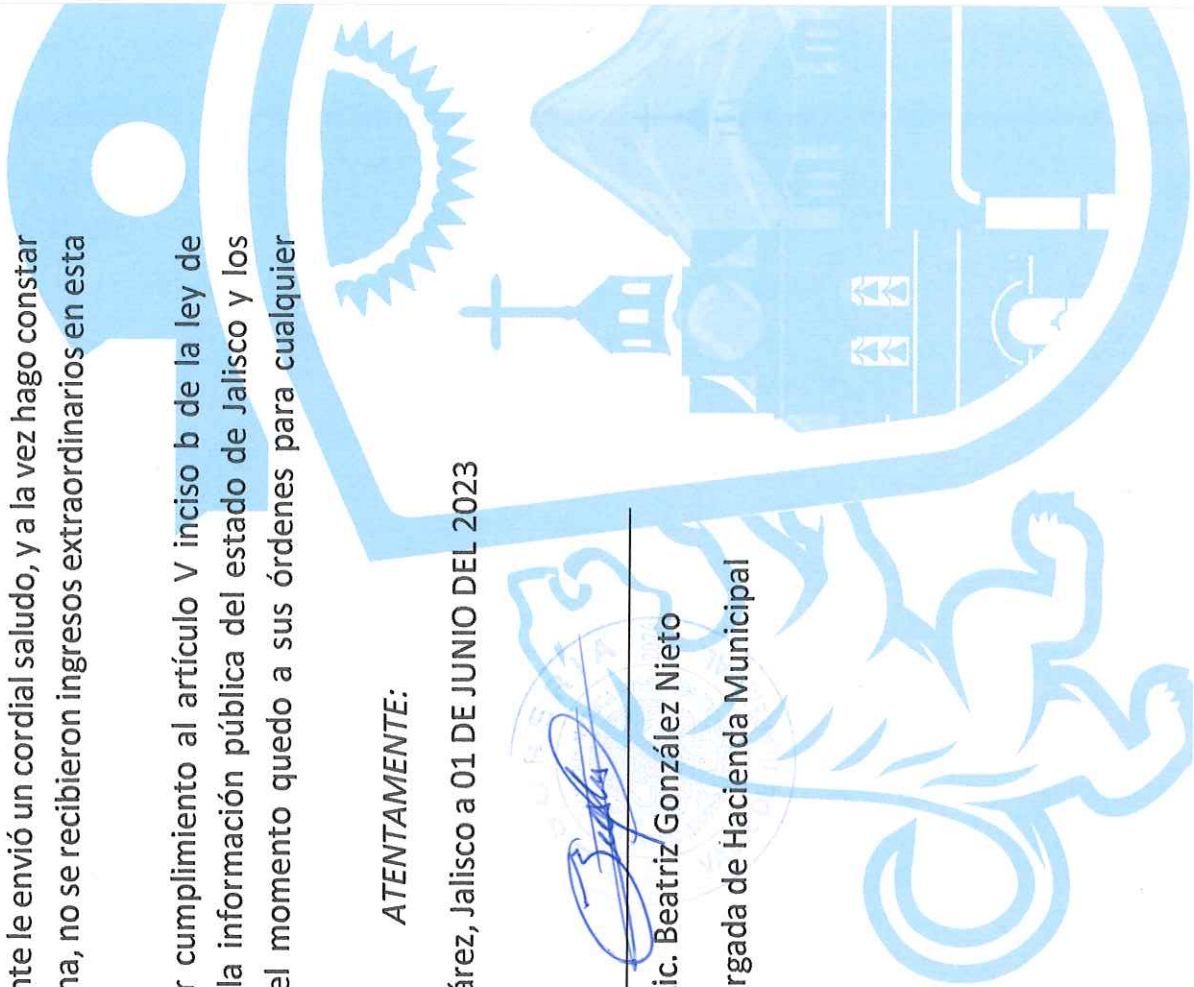 nte le envió un cordial saludo, y a la vez hago constar
na, no se recibieron ingresos extraordinarios en esta
r cumplimiento al artículo V inciso b de la ley de
la información pública del estado de Jalisco y los
el momento quedo a sus órdenes para cualquier
ATENTAMENTE:
árez, Jalisco a 01 DE JUNIO DEL 2023
ic. Beatriz González Nieto
rgada de Hacienda Municipal